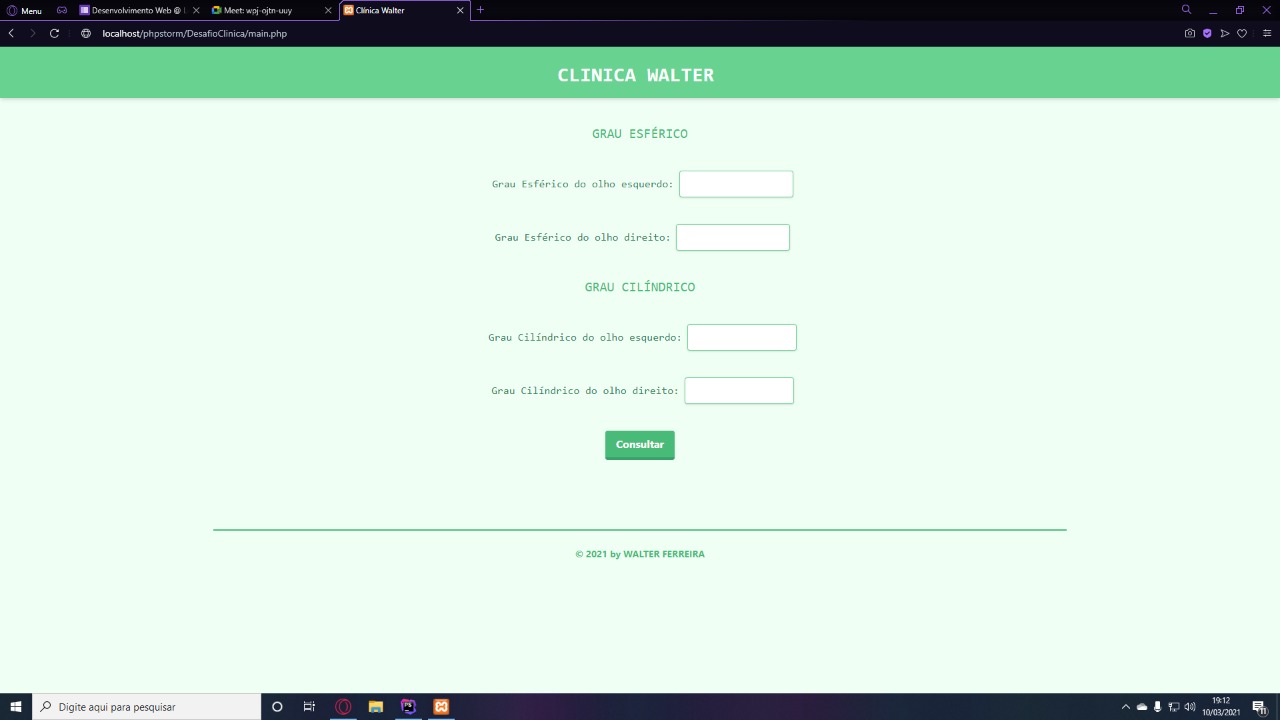 Menu
Desenvolvimento Web @
Meet: wpj-ojtn-uuy
Clínica Walter
localhost/phpstorm/DesafioClinica/main.php
CLINICA WALTER
GRAU ESFÉRICO
Grau Esférico do olho esquerdo:
Grau Esférico do olho direito:
GRAU CILÍNDRICO
Grau Cilíndrico do olho esquerdo:
Grau Cilíndrico do olho direito:
Consultar
© 2021 by WALTER FERREIRA
Digite aqui para pesquisar
19:12
10/03/2021